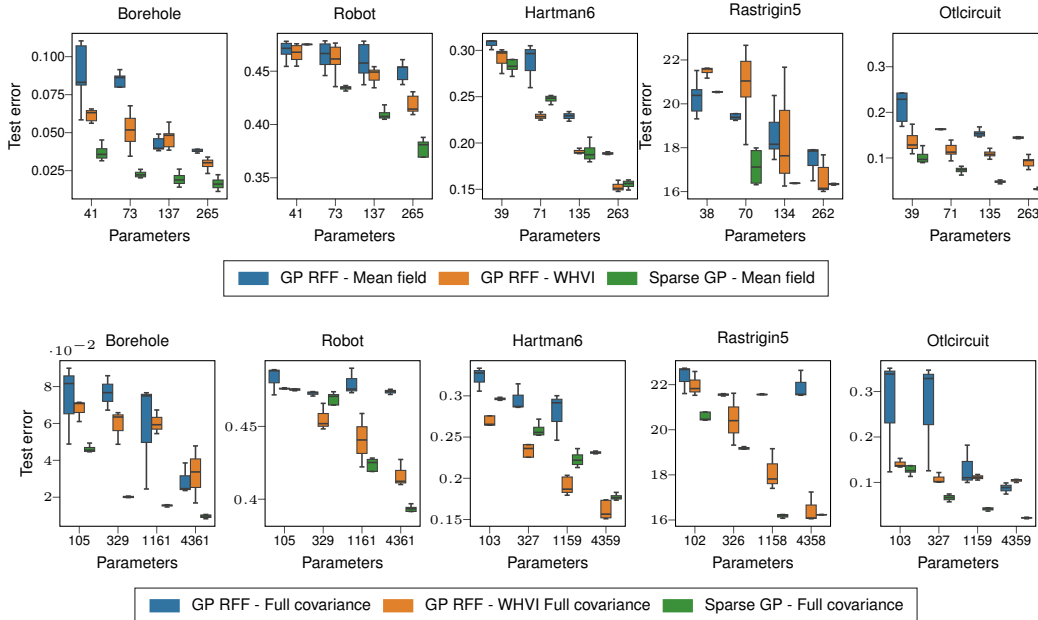 Borehole
Robot
Hartman6
Rastrigin5
Otlcircuit
Test error
0.100
0.075
0.050
0.025
0.45
0.40
0.35
0.30
0.25
0.20
0.15
22
20
18
16
0.3
0.2
0.1
41 73 137 265
41 73 137 265
39 71 135 263
38 70 134 262
39 71 135 263
Parameters
Parameters
Parameters
Parameters
Parameters
GP RFF - Mean field GP RFF - WHVI Sparse GP - Mean field
Borehole
Robot
Hartman6
Rastrigin5
Otlcircuit
·10−2
Test error
8
6
4
2
0.45
0.4
0.3
0.25
0.2
0.15
22
20
18
16
0.3
0.2
0.1
105 329 1161 4361
105 329 1161 4361
103 327 1159 4359
102 326 1158 4358
103 327 1159 4359
Parameters
Parameters
Parameters
Parameters
Parameters
GP RFF - Full covariance GP RFF - WHVI Full covariance Sparse GP - Full covariance